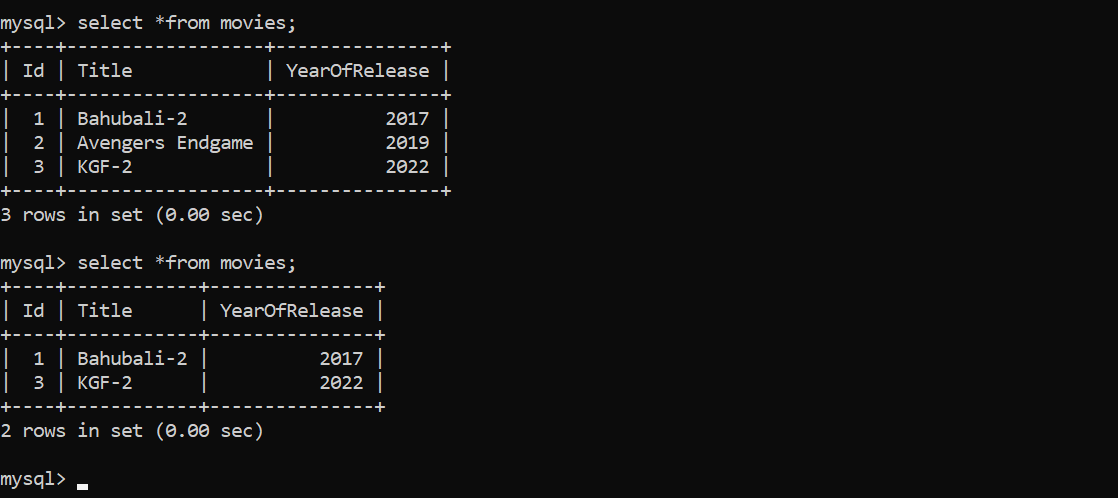 mysql> select *from movies;
+----+------------------+---------------+
| Id | Title            | YearOfRelease |
+----+------------------+---------------+
|  1 | Bahubali-2       |          2017 |
|  2 | Avengers Endgame |          2019 |
|  3 | KGF-2            |          2022 |
+----+------------------+---------------+
3 rows in set (0.00 sec)
mysql> select *from movies;
+----+------------+---------------+
| Id | Title      | YearOfRelease |
+----+------------+---------------+
|  1 | Bahubali-2 |          2017 |
|  3 | KGF-2      |          2022 |
+----+------------+---------------+
2 rows in set (0.00 sec)
mysql>